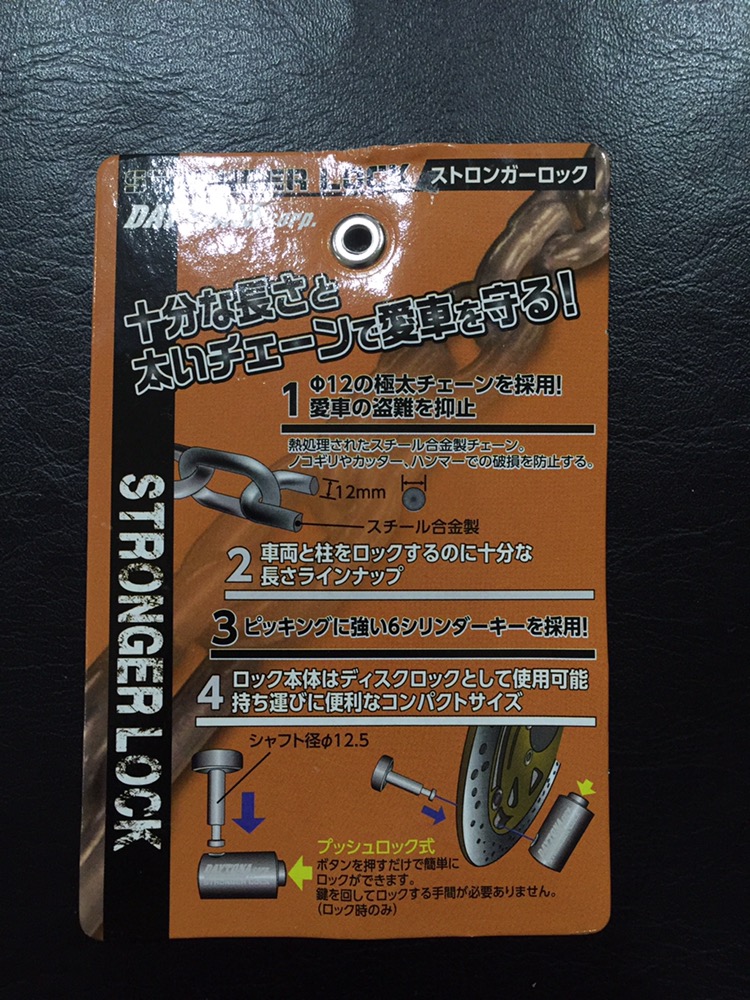 LOCK
ストロンガーロック
DAYTONA corp.
十分な長さと
太いチェーンで愛車を守る!
1 Φ12の極太チェーンを採用!
愛車の盗難を抑止
熱処理されたスチール合金製チェーン。
ノコギリやカッター、ハンマーでの破損を防止する。
12mm
スチール合金製
2 車両と柱をロックするのに十分な
長さラインナップ
3 ピッキングに強い6シリンダーキーを採用!
4 ロック本体はディスクロックとして使用可能
持ち運びに便利なコンパクトサイズ
シャフト径φ12.5
プッシュロック式
ボタンを押すだけで簡単に
ロックができます。
鍵を回してロックする手間が必要ありません。
(ロック時のみ)
DAYTONA corp.
STRONGER LOCK
STRONGER LOCK